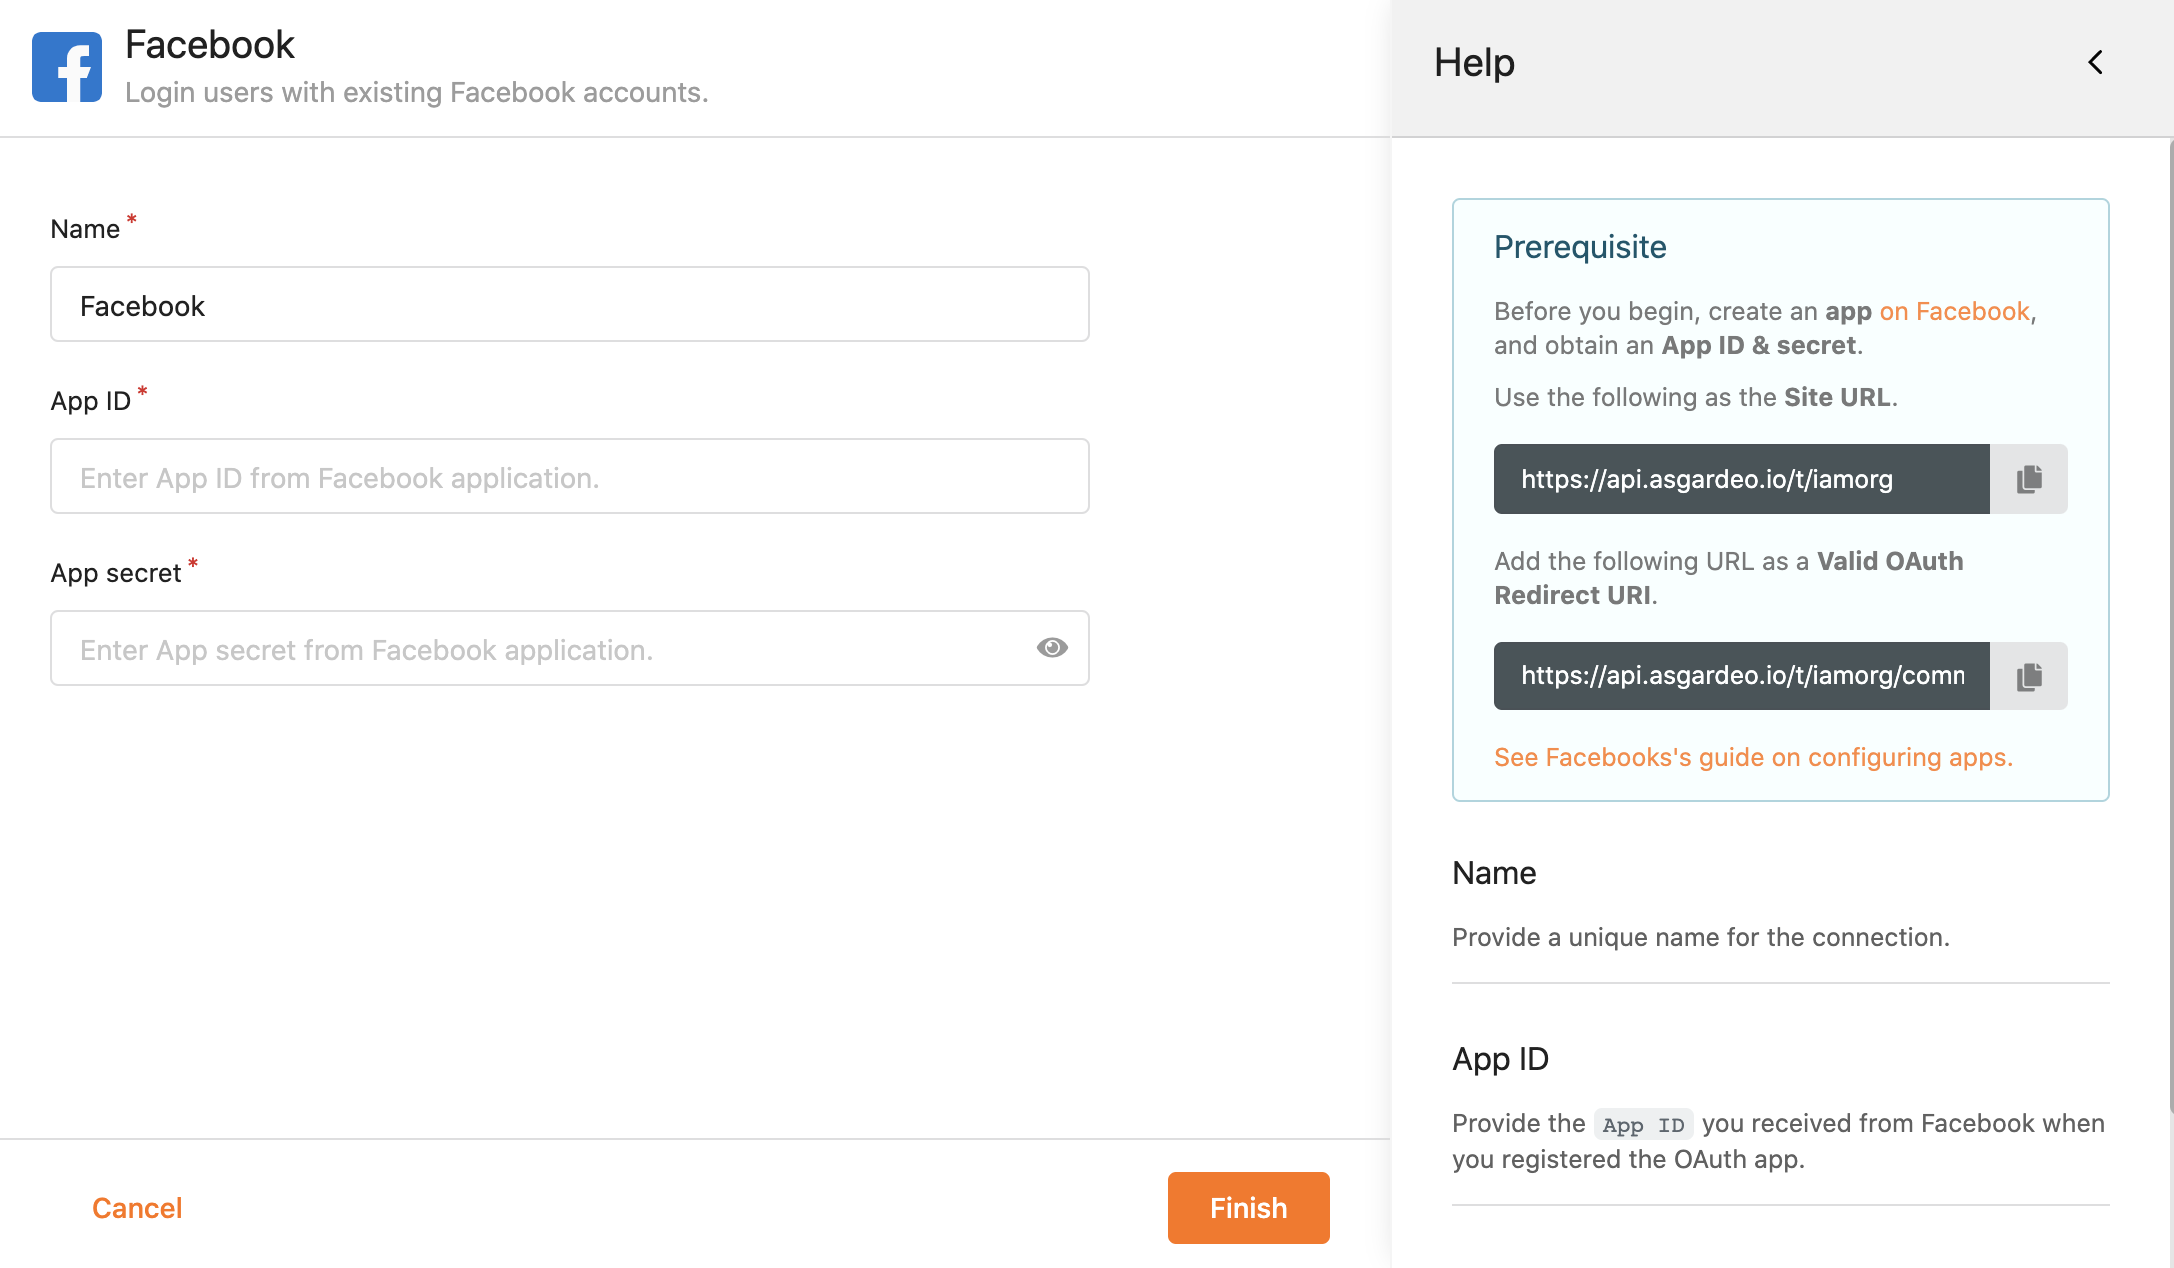 Facebook
Login users with existing Facebook accounts.
Name *
Facebook
App ID *
Enter App ID from Facebook application.
App secret *
Enter App secret from Facebook application.
Cancel
Finish
Help
Prerequisite
Before you begin, create an app on Facebook,
and obtain an App ID & secret.
Use the following as the Site URL.
https://api.asgardeo.io/t/iamorg
Add the following URL as a Valid OAuth
Redirect URI.
https://api.asgardeo.io/t/iamorg/comm
See Facebooks's guide on configuring apps.
Name
Provide a unique name for the connection.
App ID
Provide the App ID you received from Facebook when
you registered the OAuth app.